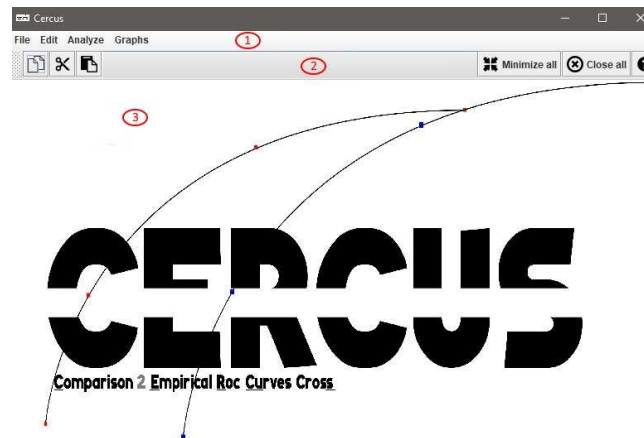 Cercus
File Edit Analyze Graphs 1
2 Minimize all Close all
3
CERCUS
Comparison 2 Empirical Roc Curves Cross